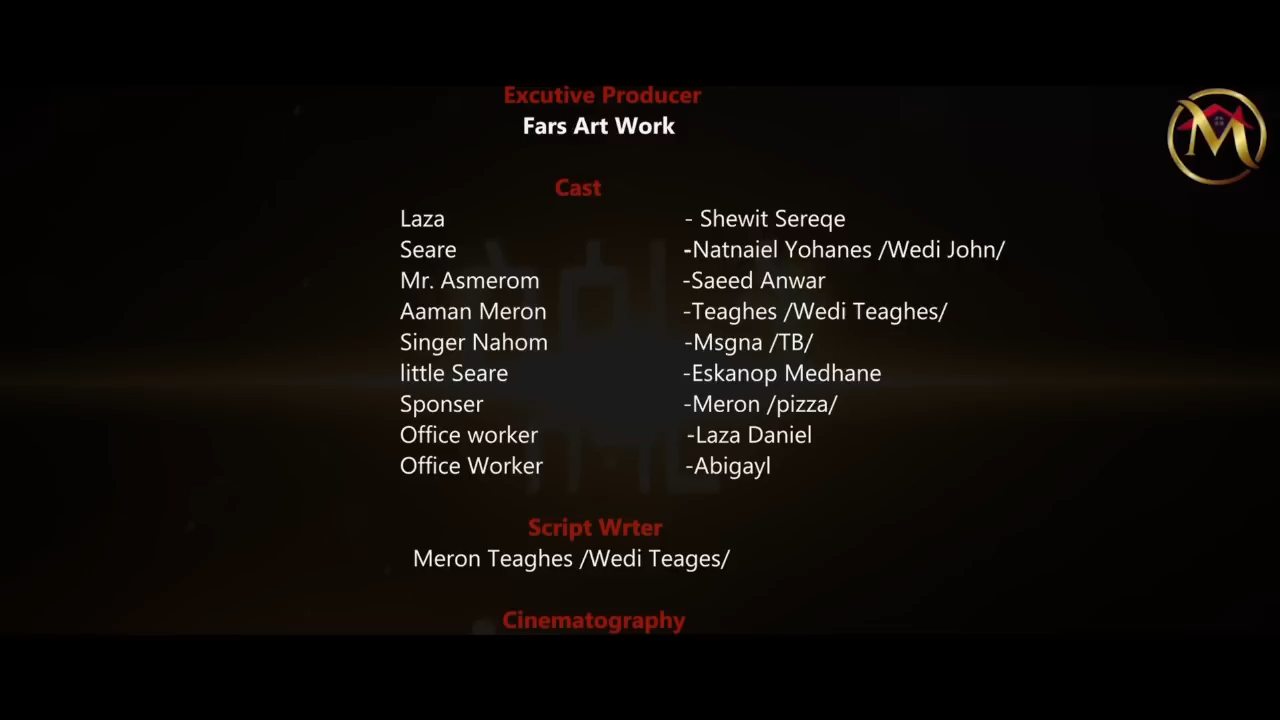 Excutive Producer
Fars Art Work
Cast
Laza - Shewit Sereqe
Seare -Natnaiel Yohanes /Wedi John/
Mr. Asmerom -Saeed Anwar
Aaman Meron -Teaghes /Wedi Teaghes/
Singer Nahom -Msgna /TB/
little Seare -Eskanop Medhane
Sponser -Meron /pizza/
Office worker -Laza Daniel
Office Worker -Abigayl
Script Wrter
Meron Teaghes /Wedi Teages/
Cinematography
M